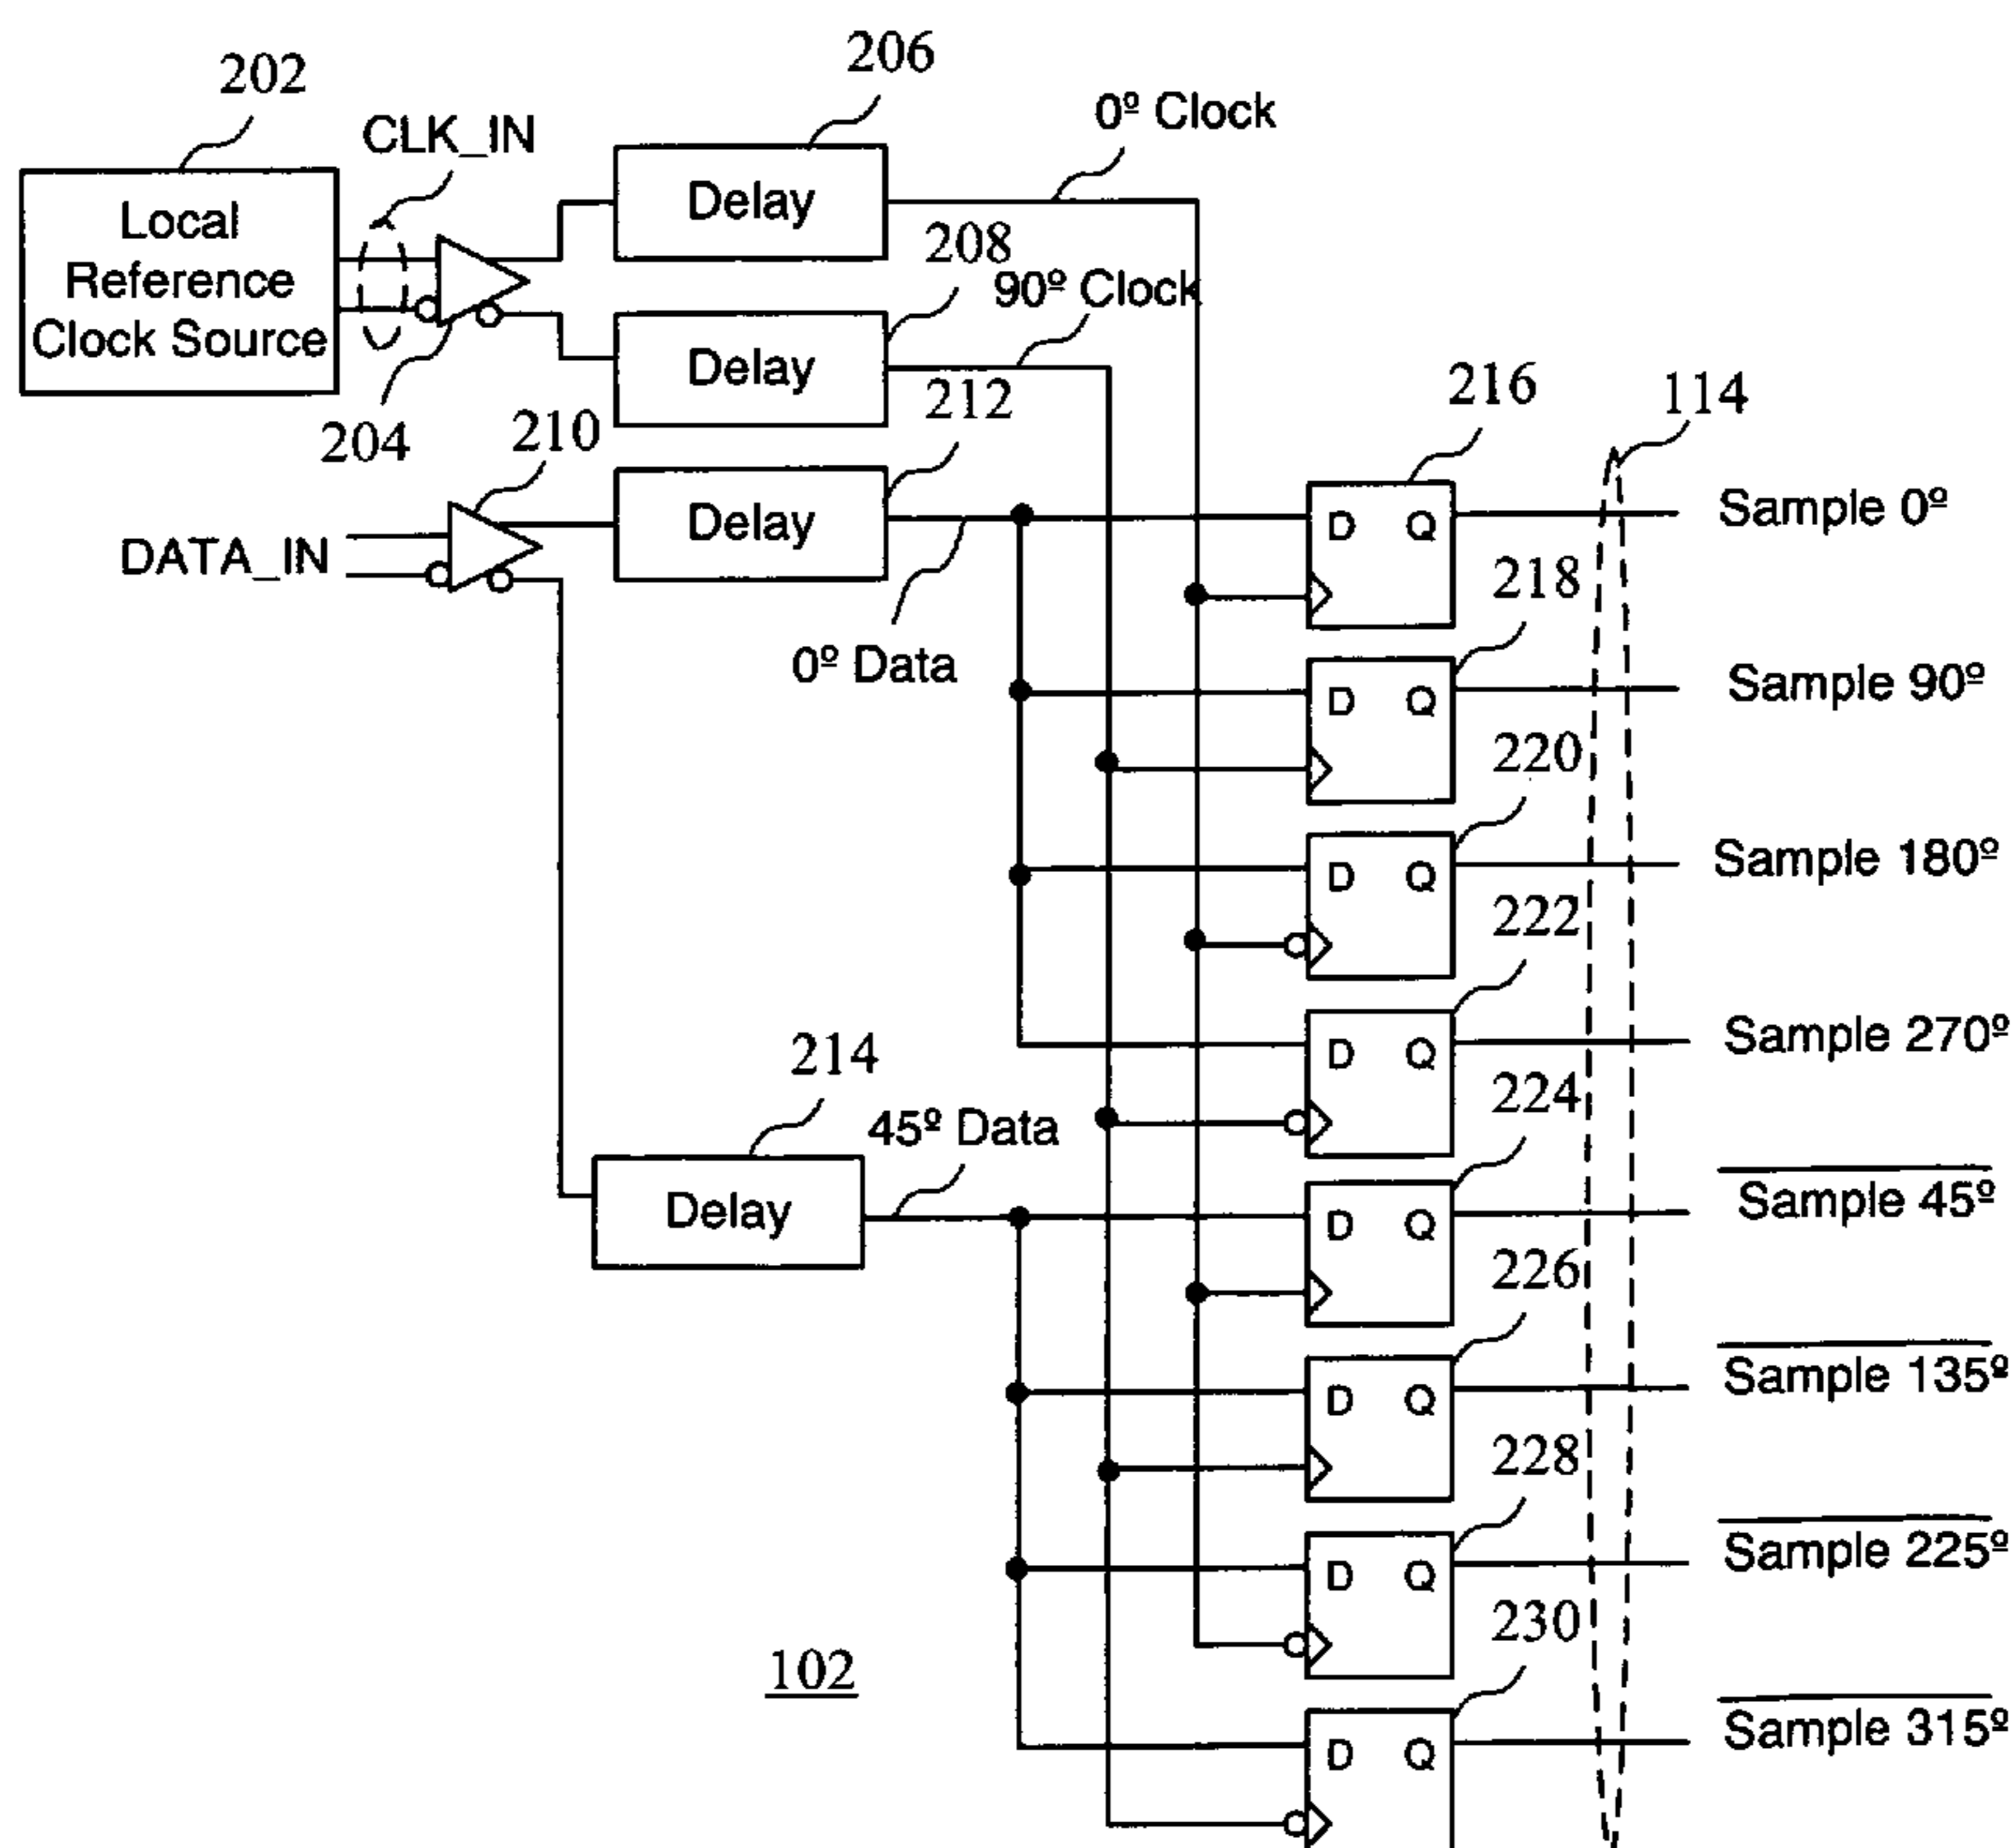 202
CLK_IN
206
0º Clock
Local
Reference
Clock Source
Delay
208
90º Clock
Delay
204
210
212
DATA_IN
Delay
0º Data
216
114
D Q
Sample 0º
218
D Q
Sample 90º
220
D Q
Sample 180º
222
D Q
Sample 270º
214
45º Data
Delay
224
D Q
Sample 45º
226
D Q
Sample 135º
228
D Q
Sample 225º
230
D Q
Sample 315º
102